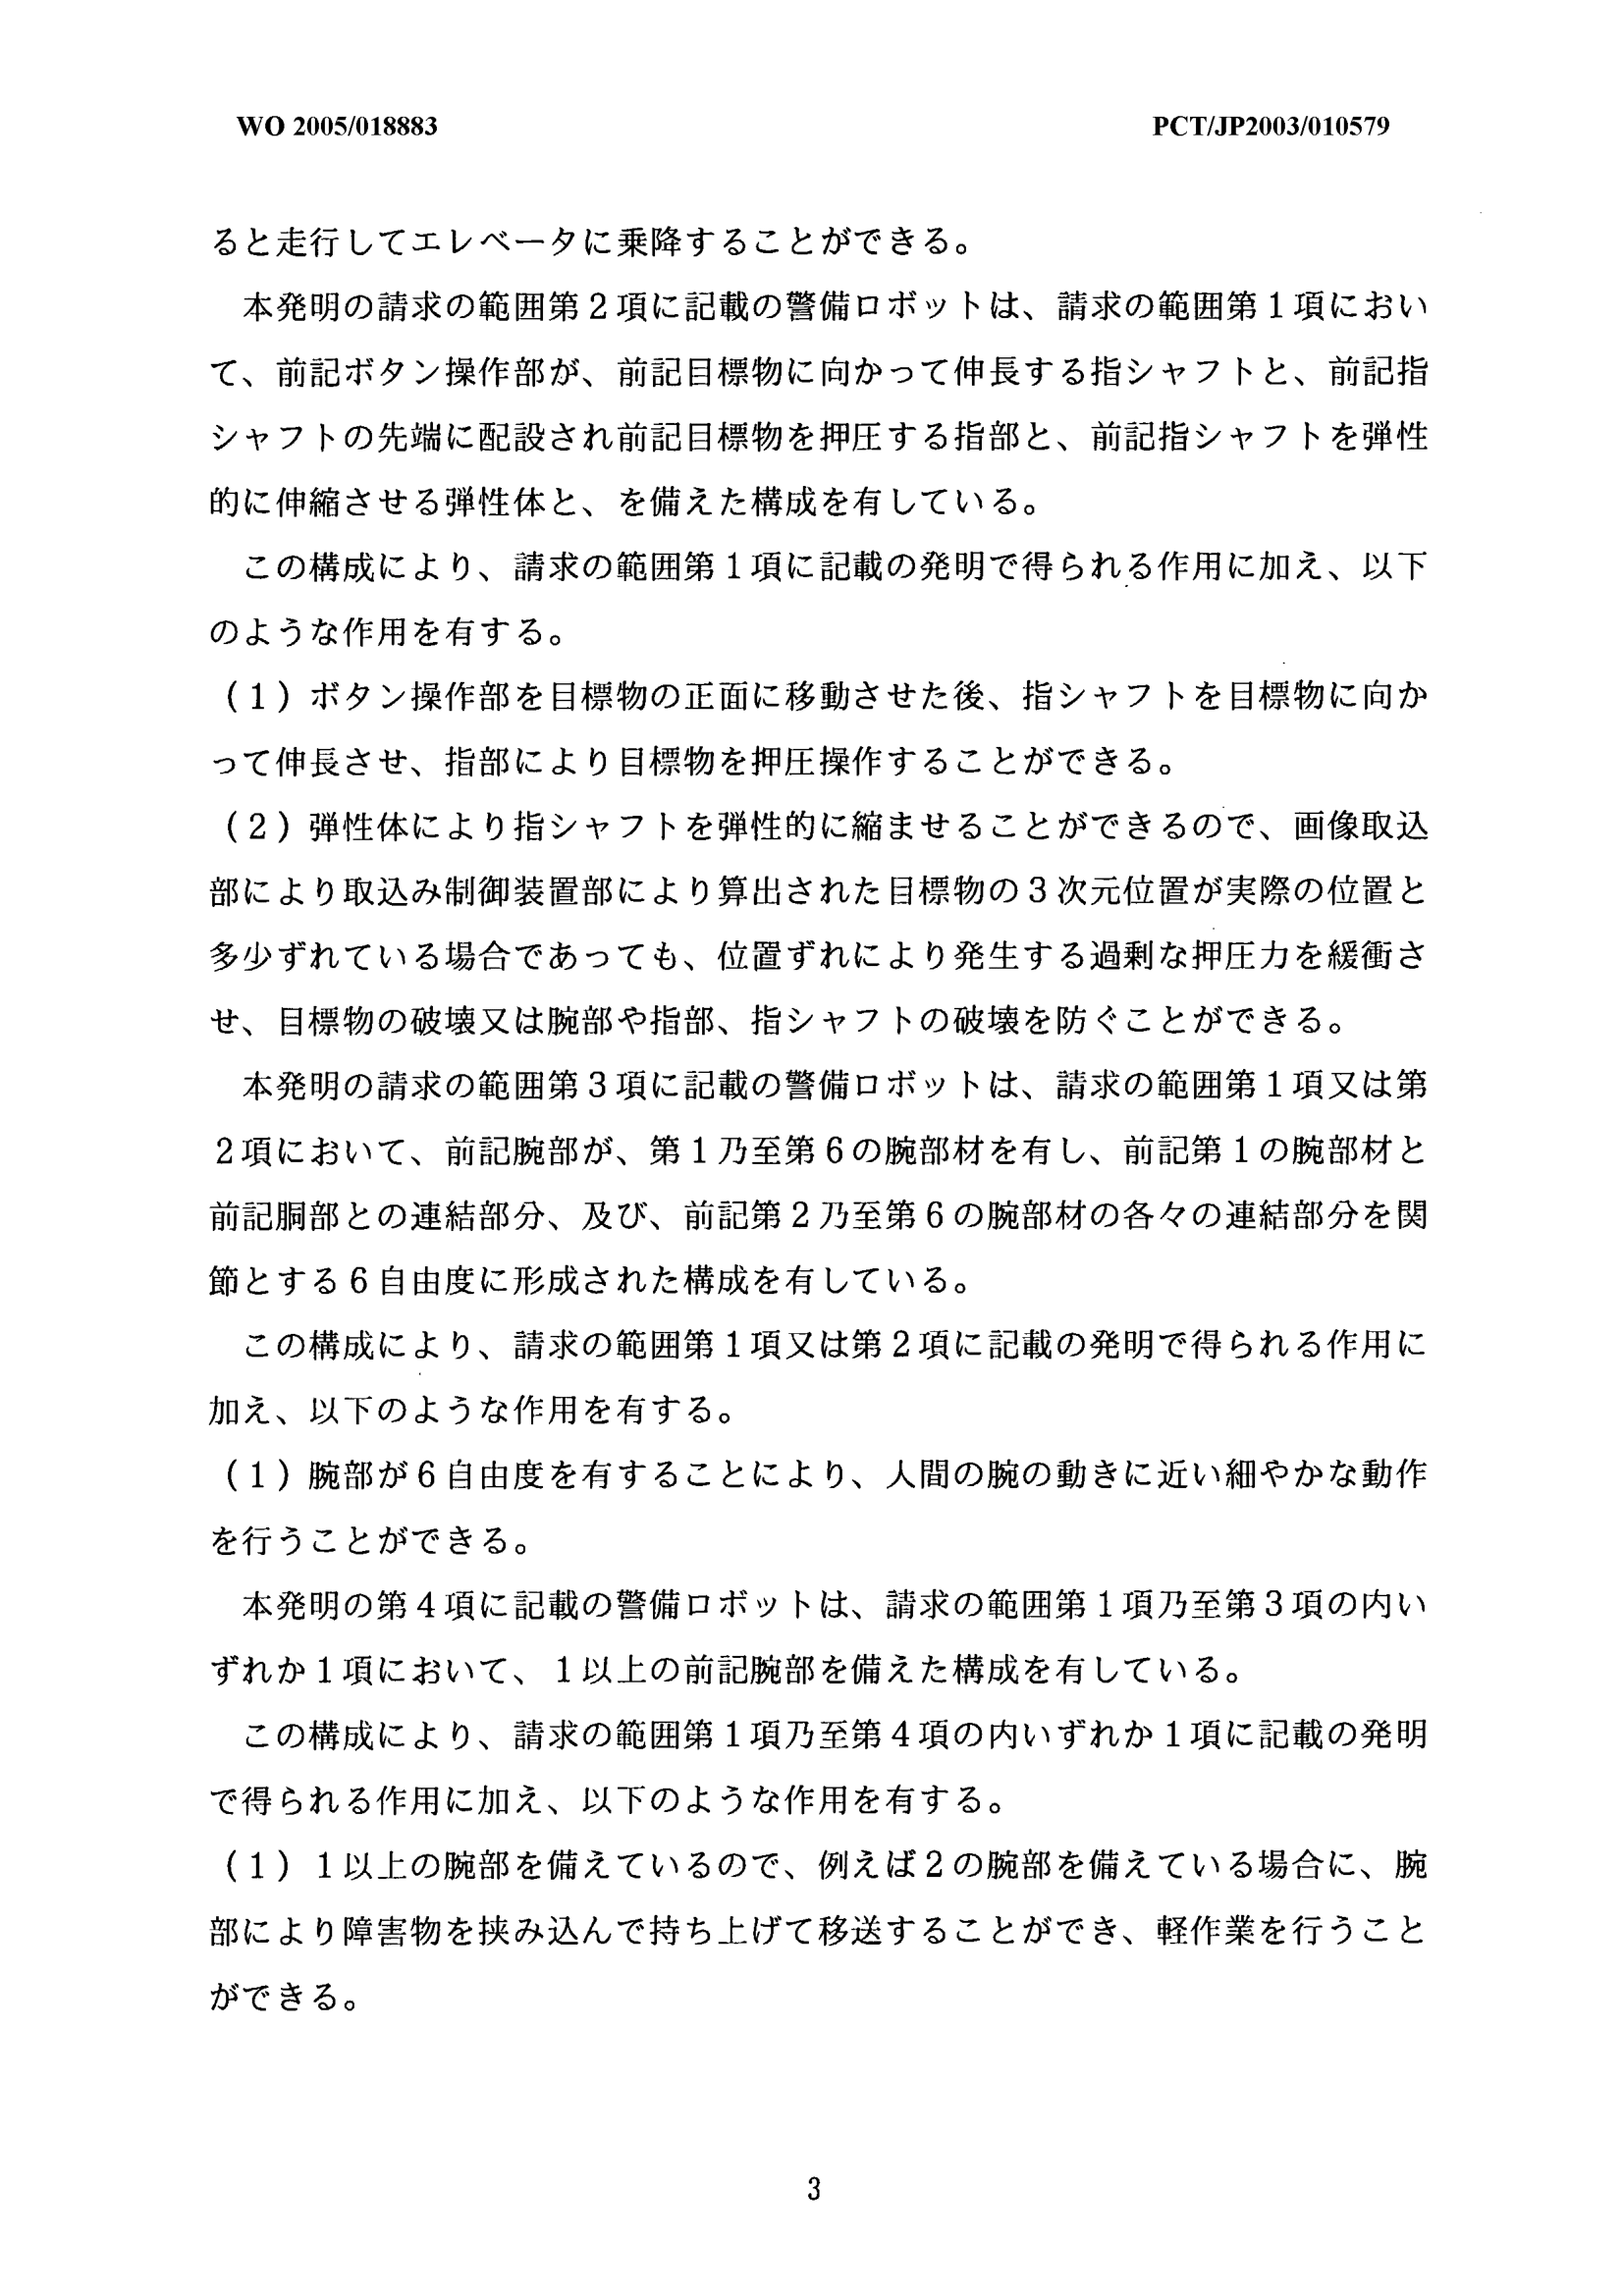 WO 2005/018883
PCT/JP2003/010579
ると走行してエレベータに乗降することができる。
本発明の請求の範囲第2項に記載の警備ロボットは、請求の範囲第1項におい
て、前記ボタン操作部が、前記目標物に向かって伸長する指シャフトと、前記指
シャフトの先端に配設され前記目標物を押圧する指部と、前記指シャフトを弾性
的に伸縮させる弾性体と、を備えた構成を有している。
この構成により、請求の範囲第1項に記載の発明で得られる作用に加え、以下
のような作用を有する。
(1)ボタン操作部を目標物の正面に移動させた後、指シャフトを目標物に向か
って伸長させ、指部により目標物を押圧操作することができる。
(2)弾性体により指シャフトを弾性的に縮ませることができるので、画像取込
部により取込み制御装置部により算出された目標物の3次元位置が実際の位置と
多少ずれている場合であっても、位置ずれにより発生する過剰な押圧力を緩衝さ
せ、目標物の破壊又は腕部や指部、指シャフトの破壊を防ぐことができる。
本発明の請求の範囲第3項に記載の警備ロボットは、請求の範囲第1項又は第
2項において、前記腕部が、第1乃至第6の腕部材を有し、前記第1の腕部材と
前記胴部との連結部分、及び、前記第2乃至第6の腕部材の各々の連結部分を関
節とする6自由度に形成された構成を有している。
この構成により、請求の範囲第1項又は第2項に記載の発明で得られる作用に
加え、以下のような作用を有する。
(1)腕部が6自由度を有することにより、人間の腕の動きに近い細やかな動作
を行うことができる。
本発明の第4項に記載の警備ロボットは、請求の範囲第1項乃至第3項の内い
ずれか1項において、1以上の前記腕部を備えた構成を有している。
この構成により、請求の範囲第1項乃至第4項の内いずれか1項に記載の発明
で得られる作用に加え、以下のような作用を有する。
(1)1以上の腕部を備えているので、例えば2の腕部を備えている場合に、腕
部により障害物を挟み込んで持ち上げて移送することができ、軽作業を行うこと
ができる。
3